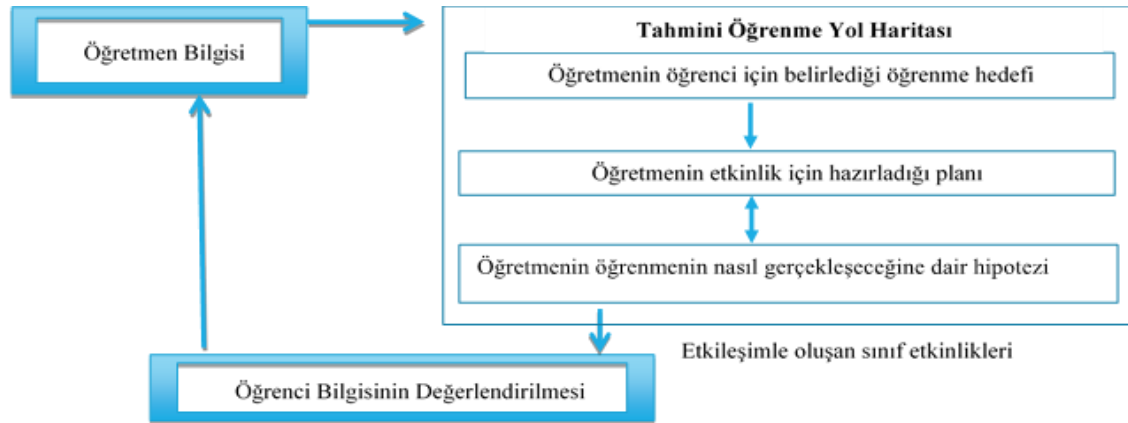 Öğretmen Bilgisi
Tahmini Öğrenme Yol Haritası
Öğretmenin öğrenci için belirlediği öğrenme hedefi
Öğretmenin etkinlik için hazırladığı planı
Öğretmenin öğrenmenin nasıl gerçekleşeceğine dair hipotezi
Etkileşimle oluşan sınıf etkinlikleri
Öğrenci Bilgisinin Değerlendirilmesi